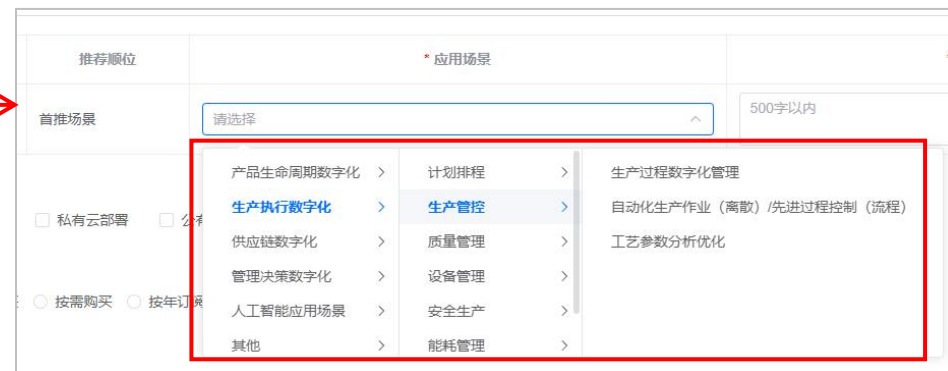 推荐顺位
* 应用场景
首推场景
请选择
500字以内
产品生命周期数字化
计划排程
生产过程数字化管理
生产执行数字化
生产管控
自动化生产作业（离散）/先进过程控制（流程）
私有云部署
供应链数字化
质量管理
工艺参数分析优化
管理决策数字化
设备管理
按需购买
人工智能应用场景
安全生产
其他
能耗管理